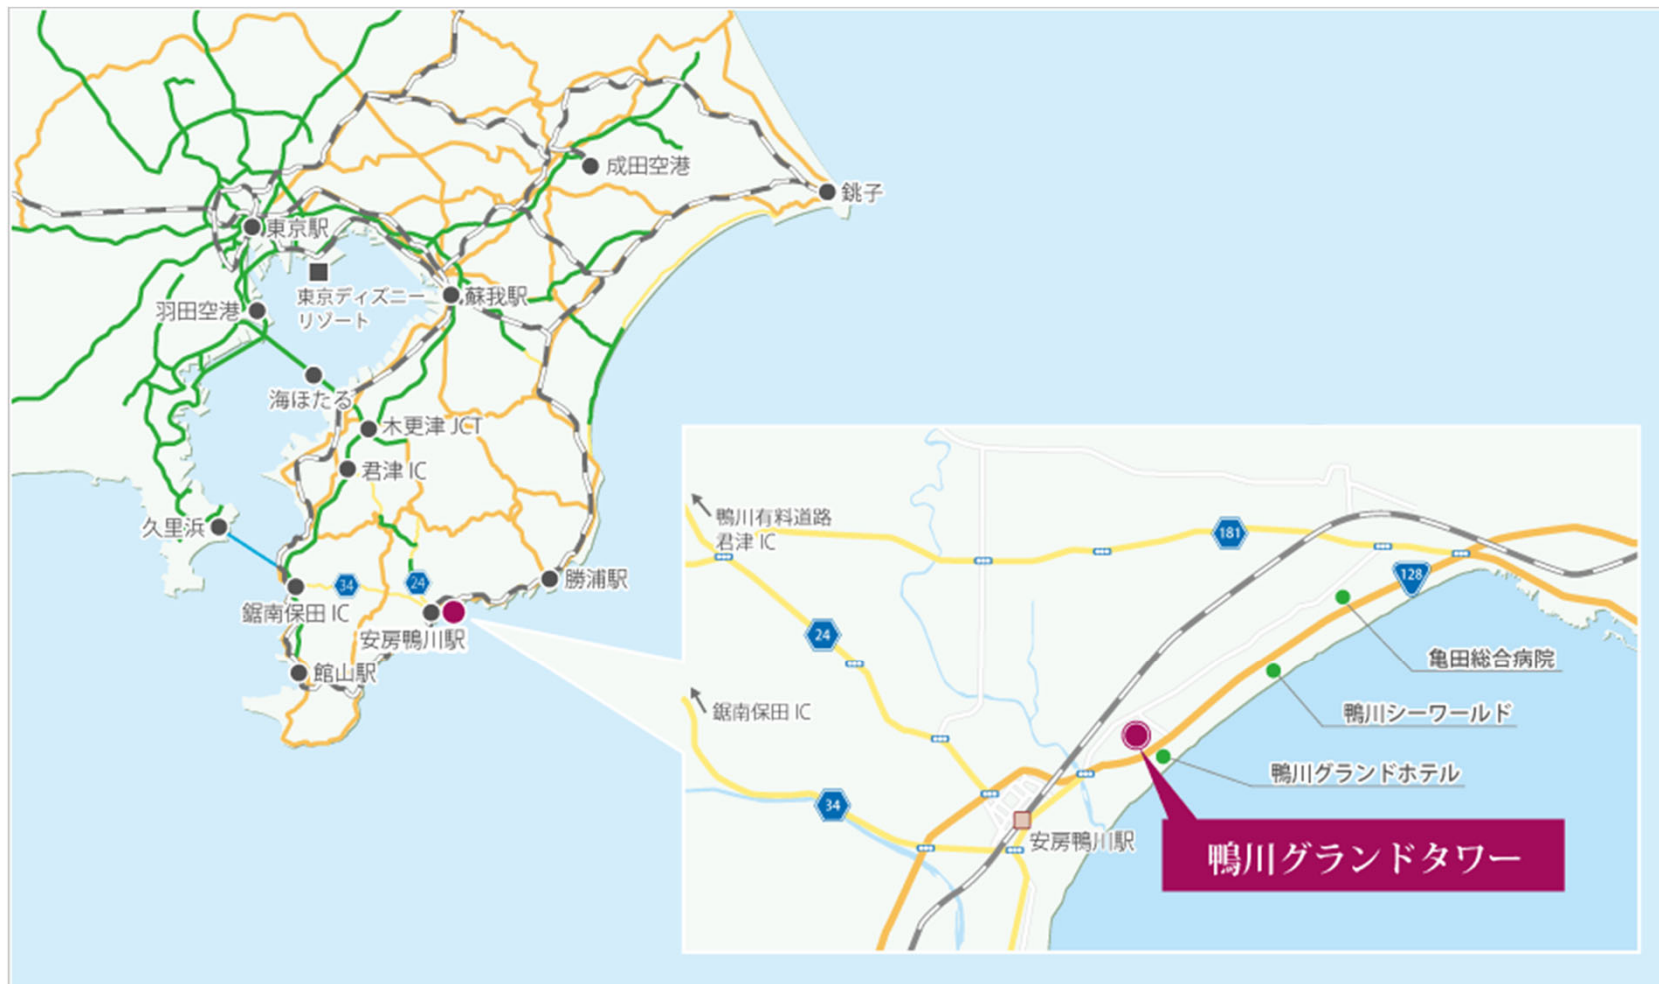 成田空港
銚子
東京駅
東京ディズニー
リゾート
蘇我駅
羽田空港
海ほたる
木更津 JCT
君津 IC
久里浜
34
24
鋸南保田 IC
勝浦駅
安房鴨川駅
館山駅
鴨川有料道路
君津 IC
181
128
24
亀田総合病院
鋸南保田 IC
鴨川シーワールド
鴨川グランドホテル
34
安房鴨川駅
鴨川グランドタワー